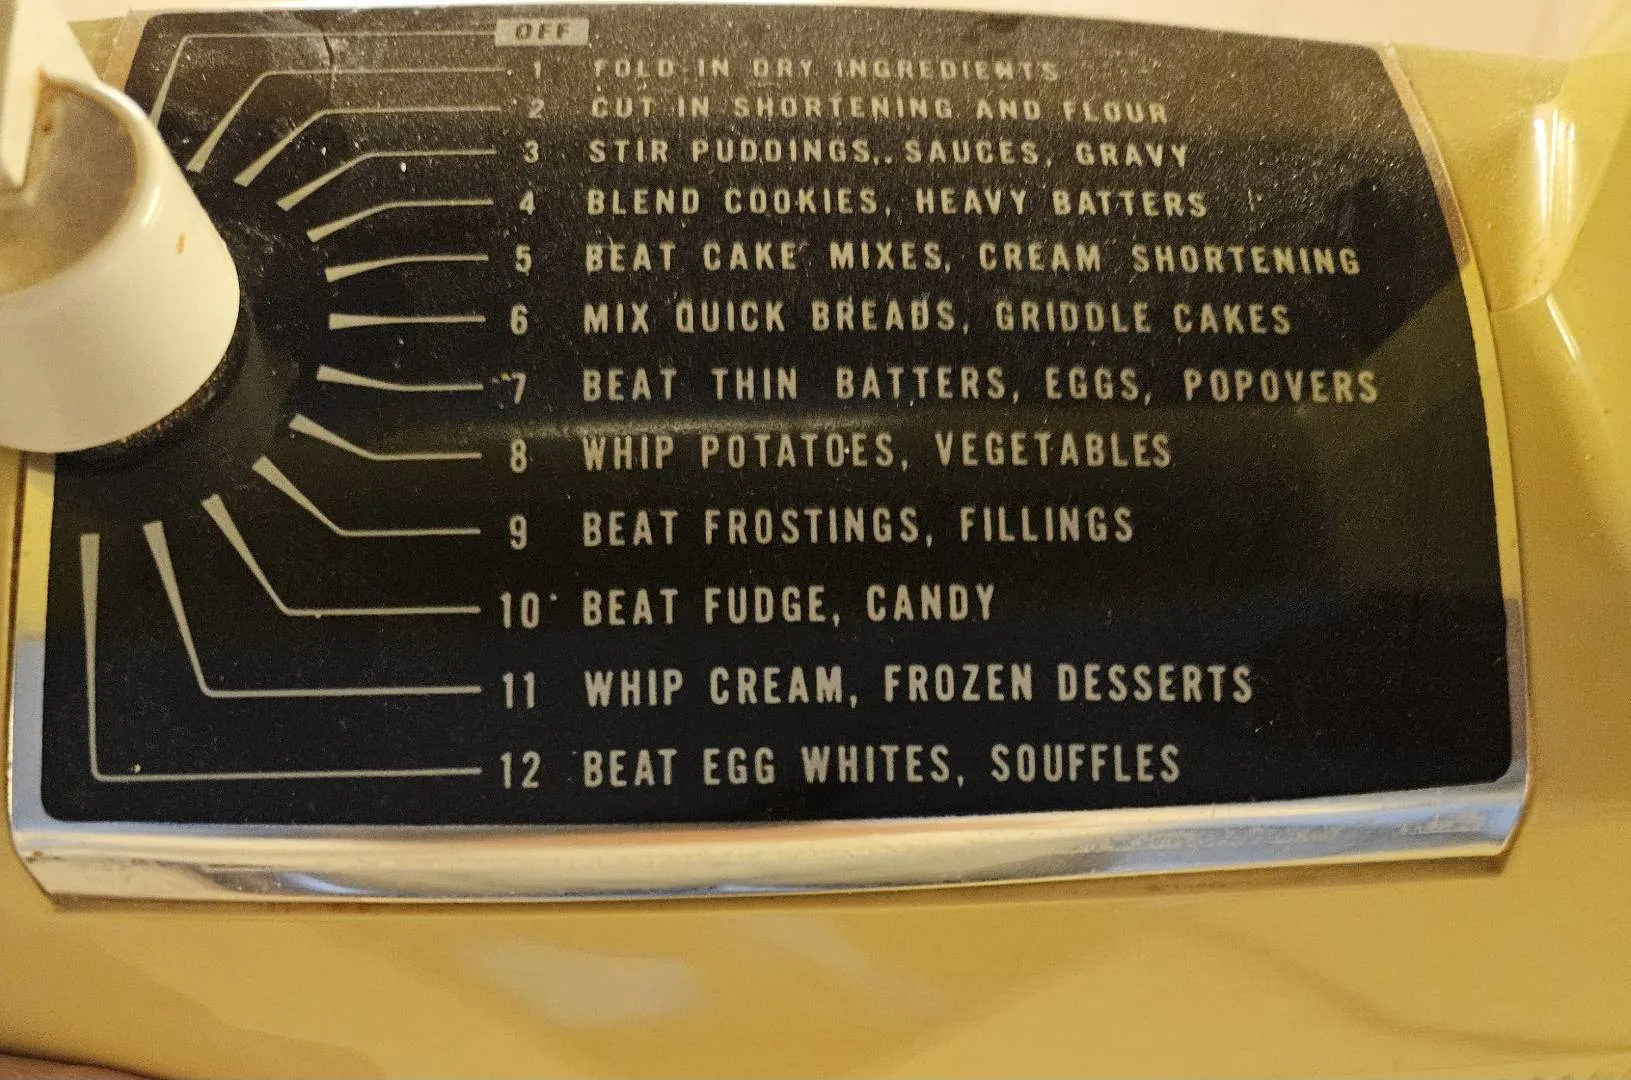 OFF
1 FOLD IN DRY INGREDIENTS
2 CUT IN SHORTENING AND FLOUR
3 STIR PUDDINGS, SAUCES, GRAVY
4 BLEND COOKIES, HEAVY BATTERS
5 BEAT CAKE MIXES, CREAM SHORTENING
6 MIX QUICK BREADS, GRIDDLE CAKES
7 BEAT THIN BATTERS, EGGS, POPOVERS
8 WHIP POTATOES, VEGETABLES
9 BEAT FROSTINGS, FILLINGS
10 BEAT FUDGE, CANDY
11 WHIP CREAM, FROZEN DESSERTS
12 BEAT EGG WHITES, SOUFFLES